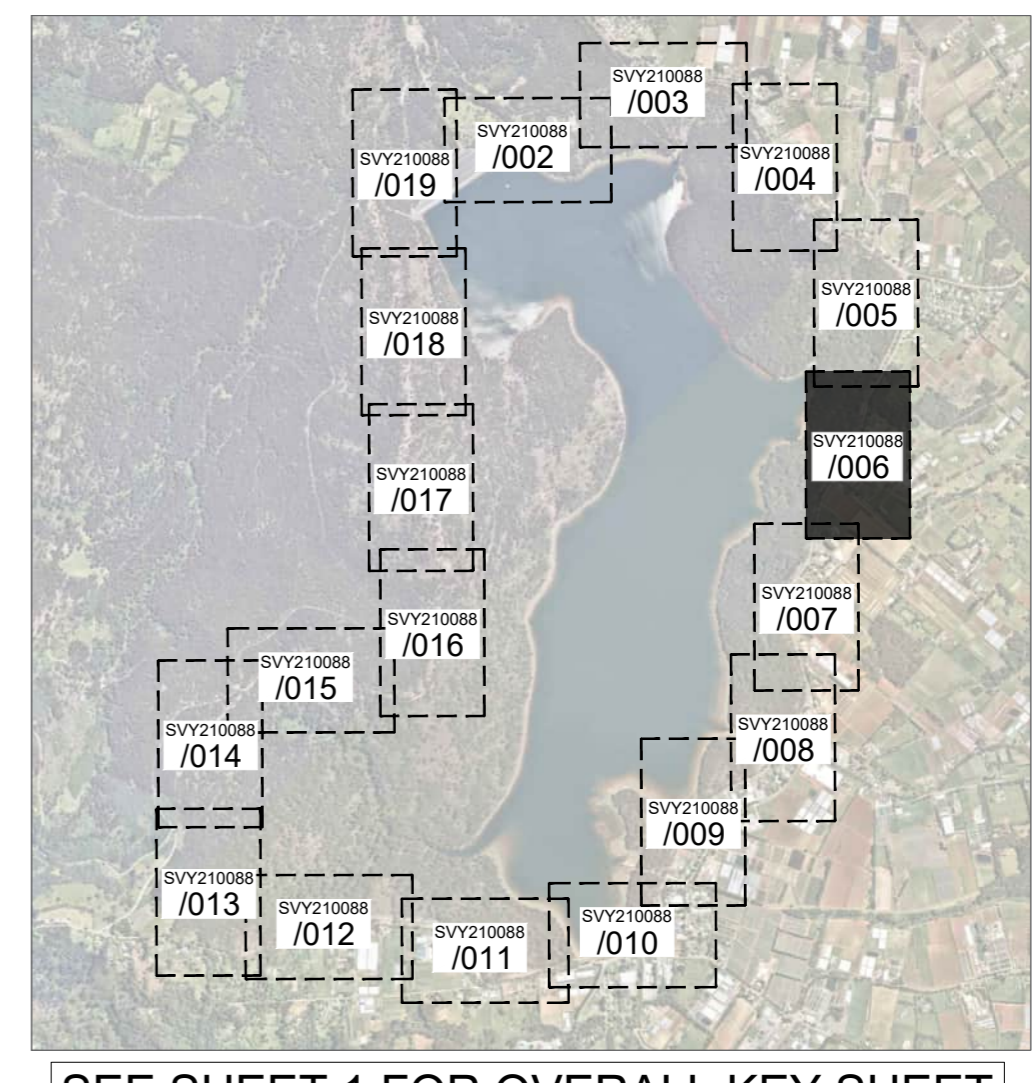 SVY210088
/003
SVY210088
/002
SVY210088
/004
SVY210088
/019
SVY210088
/005
SVY210088
/018
SVY210088
/006
SVY210088
/017
SVY210088
/007
SVY210088
/016
SVY210088
/015
SVY210088
/014
SVY210088
/008
SVY210088
/009
SVY210088
/013
SVY210088
/012
SVY210088
/011
SVY210088
/010
SEE SHEET 1 FOR OVERALL KEY SHEET